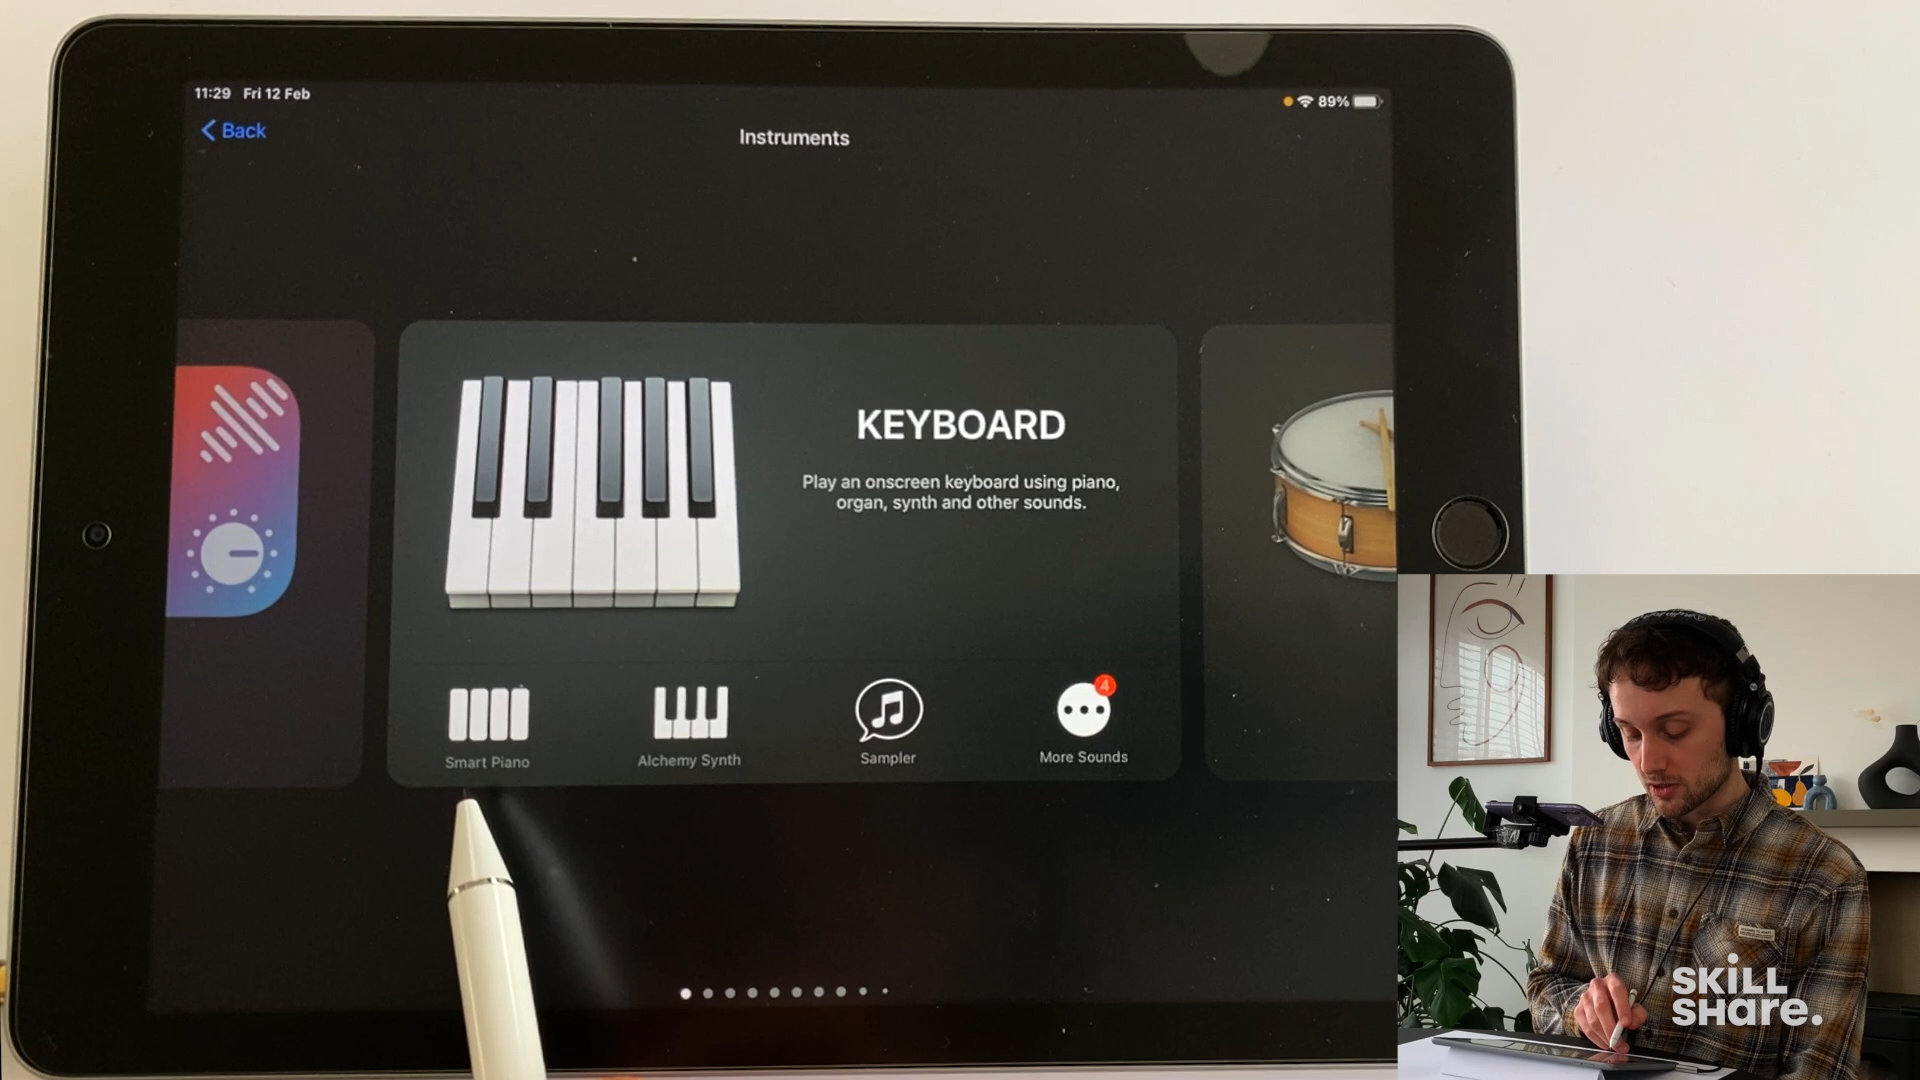 11:29 Fri 12 Feb
89%
Back
Instruments
KEYBOARD
Play an onscreen keyboard using piano,
organ, synth and other sounds.
4
Smart Piano
Alchemy Synth
Sampler
More Sounds
SKILL
SHare.